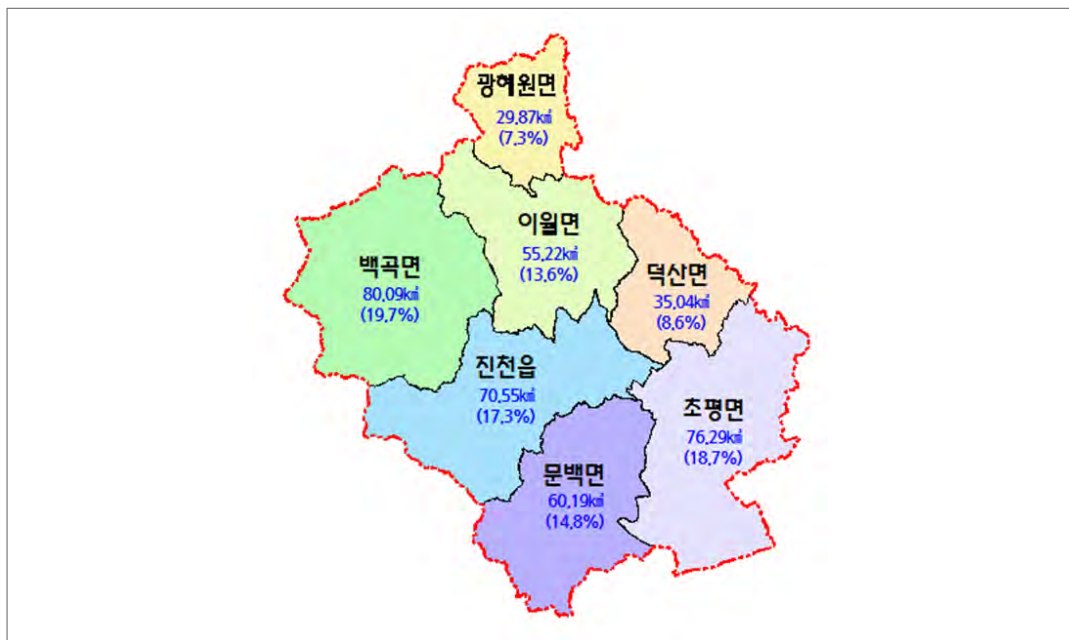 광혜원면
29.87㎢
(7.3%)
이월면
55.22㎢
(13.6%)
백곡면
80.09㎢
(19.7%)
덕산면
35.04㎢
(8.6%)
진천읍
70.55㎢
(17.3%)
초평면
76.29㎢
(18.7%)
문백면
60.19㎢
(14.8%)